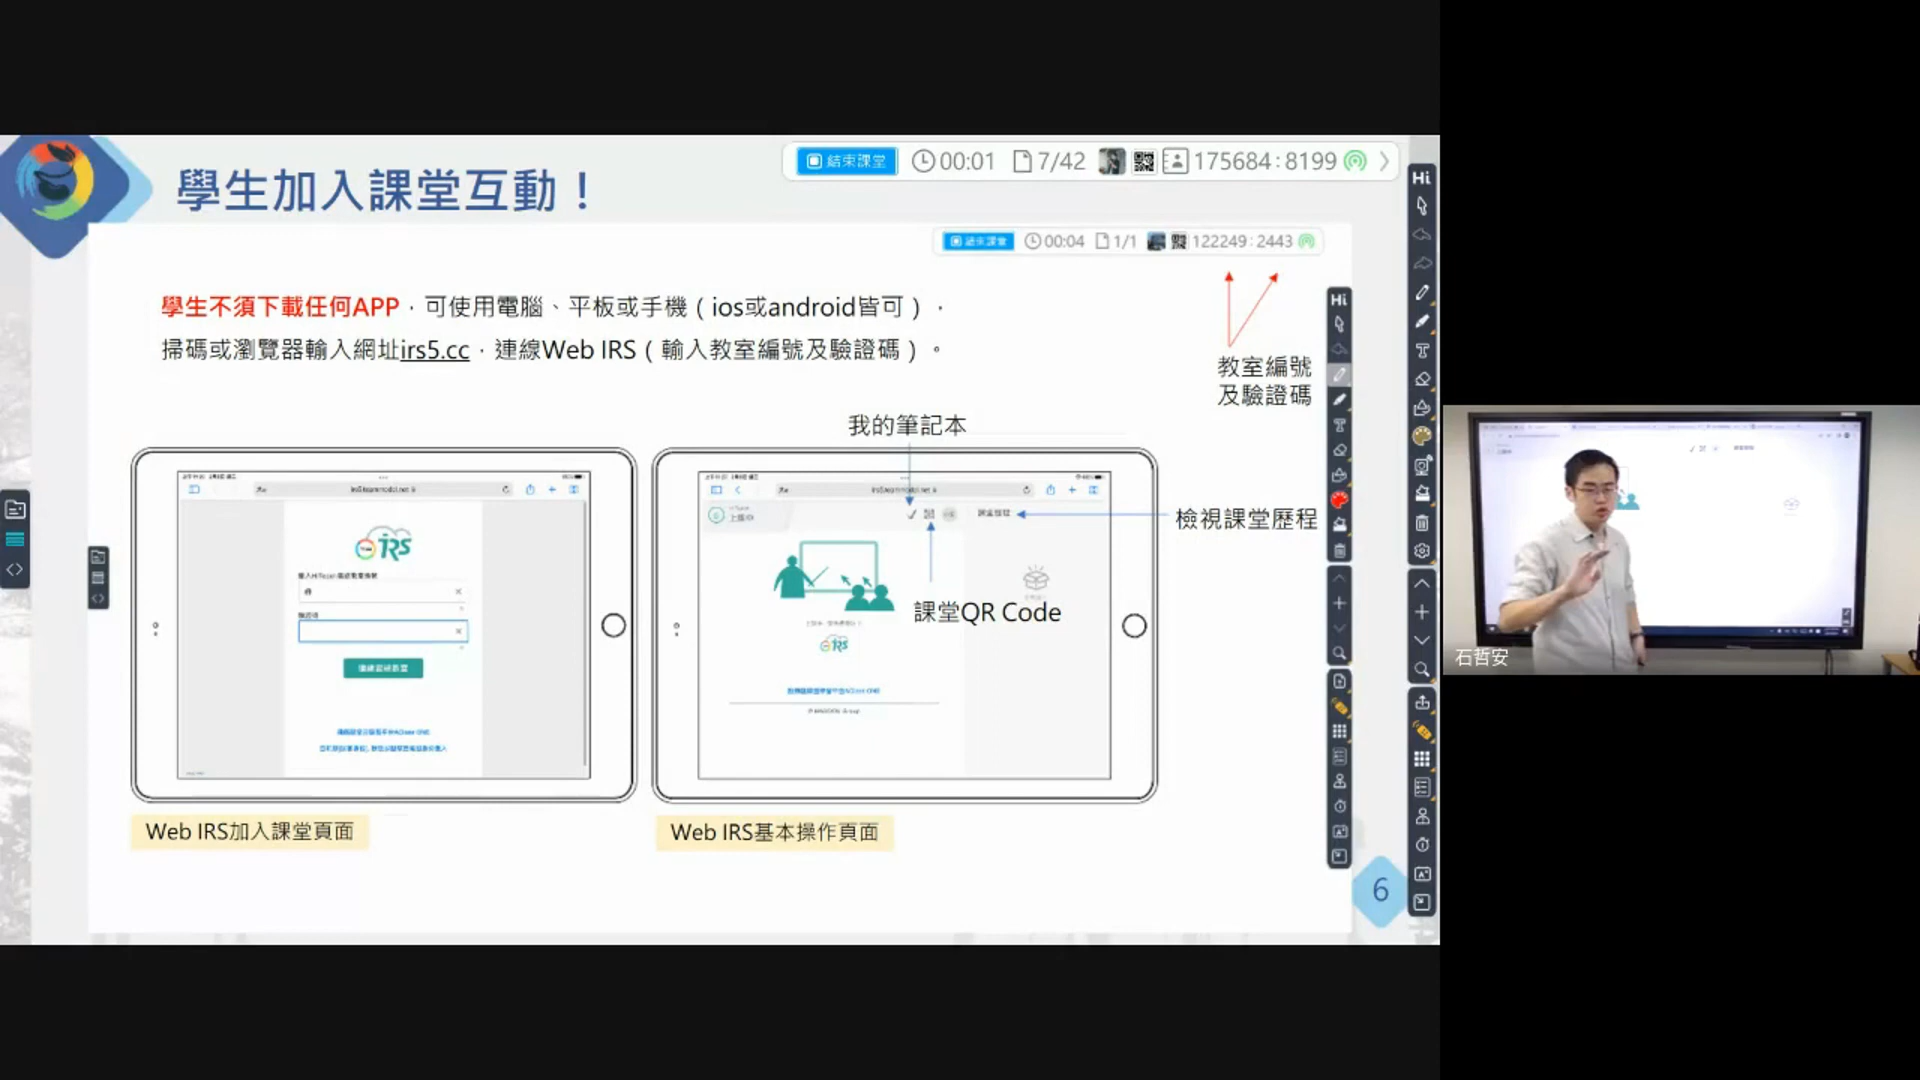 學生加入課堂互動！
結束課堂 00:01 7/42 175684:8199
結束課堂 00:04 1/1 122249:2443
學生不須下載任何APP，可使用電腦、平板或手機（ios或android皆可），
掃碼或瀏覽器輸入網址irs5.cc，連線Web IRS（輸入教室編號及驗證碼）。
教室編號
及驗證碼
我的筆記本
檢視課堂歷程
課堂QR Code
IRS
上課中
IRS
Web IRS加入課堂頁面
Web IRS基本操作頁面
6
Hi
Hi
石哲安